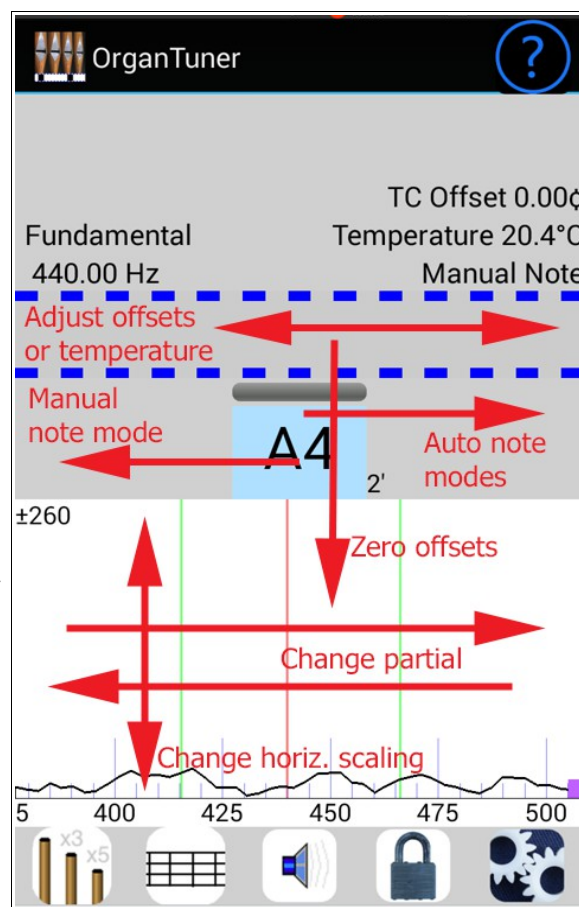 OrganTuner
?
TC Offset 0.00¢
Fundamental
Temperature 20.4°C
440.00 Hz
Manual Note
Adjust offsets
or temperature
Manual
note mode
A4
Auto note
modes
2'
±260
Zero offsets
Change partial
Change horiz. scaling
5 400 425 450 475 500
x3
x5